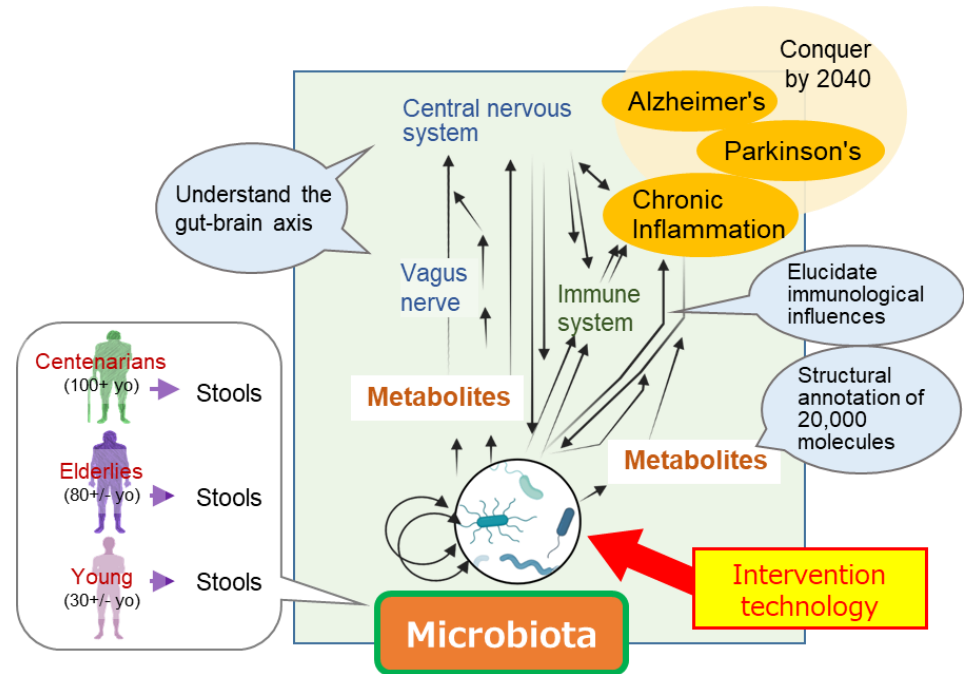 Conquer
by 2040
Alzheimer's
Parkinson's
Chronic
Inflammation
Central nervous
system
Understand the
gut-brain axis
Vagus
nerve
Immune
system
Elucidate
immunological
influences
Structural
annotation of
20,000
molecules
Metabolites
Metabolites
Centenarians
(100+ yo)
Stools
Elderlies
(80+/- yo)
Stools
Young
(30+/- yo)
Stools
Intervention
technology
Microbiota